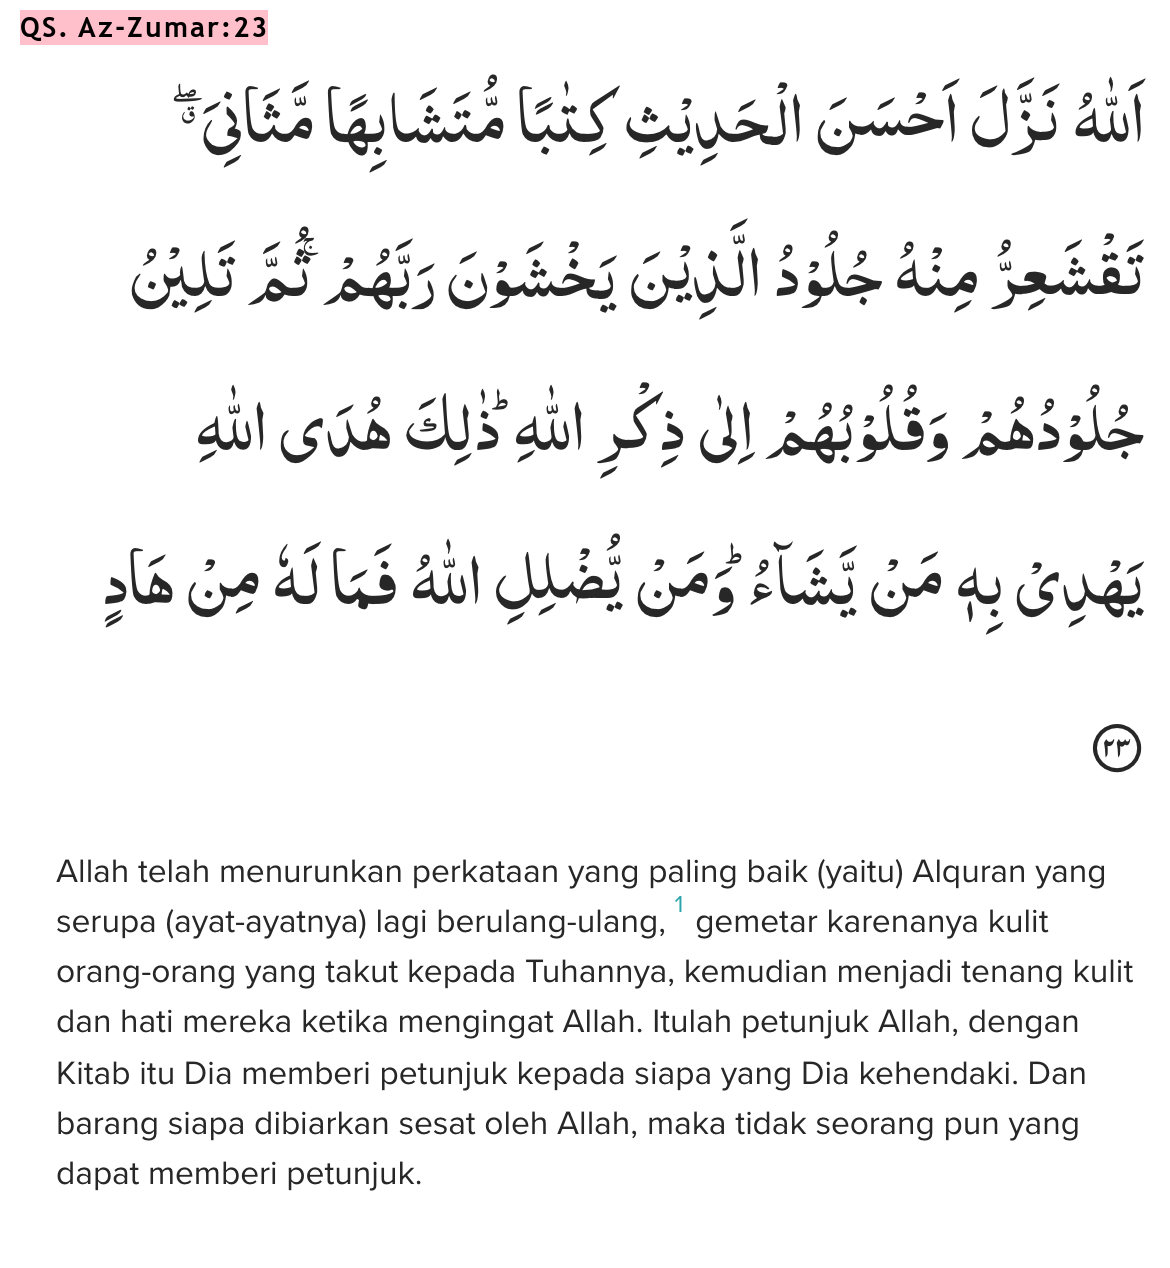 QS. Az-Zumar:23
اَللّٰهُ نَزَّلَ اَحْسَنَ الْحَدِيْثِ كِتٰبًا مُّتَشَابِهًا مَّثَانِيَ ۖۗ
تَقْشَعِرُّ مِنْهُ جُلُوْدُ الَّذِيْنَ يَخْشَوْنَ رَبَّهُمْ ۚ ثُمَّ تَلِيْنُ
جُلُوْدُهُمْ وَقُلُوْبُهُمْ اِلٰى ذِكْرِ اللّٰهِ ۗذٰلِكَ هُدَى اللّٰهِ
يَهْدِيْ بِهٖ مَنْ يَّشَاۤءُ ۗوَمَنْ يُّضْلِلِ اللّٰهُ فَمَا لَهٗ مِنْ هَادٍ
٢٣
Allah telah menurunkan perkataan yang paling baik (yaitu) Alquran yang
serupa (ayat-ayatnya) lagi berulang-ulang, 1 gemetar karenanya kulit
orang-orang yang takut kepada Tuhannya, kemudian menjadi tenang kulit
dan hati mereka ketika mengingat Allah. Itulah petunjuk Allah, dengan
Kitab itu Dia memberi petunjuk kepada siapa yang Dia kehendaki. Dan
barang siapa dibiarkan sesat oleh Allah, maka tidak seorang pun yang
dapat memberi petunjuk.